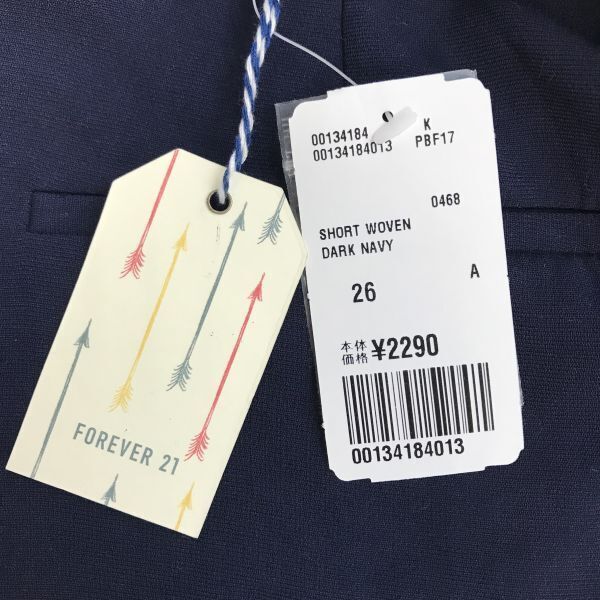 FOREVER 21
00134184 K
00134184013 PBF17
0468
SHORT WOVEN
DARK NAVY
26 A
本体
価格 ¥2290
00134184013